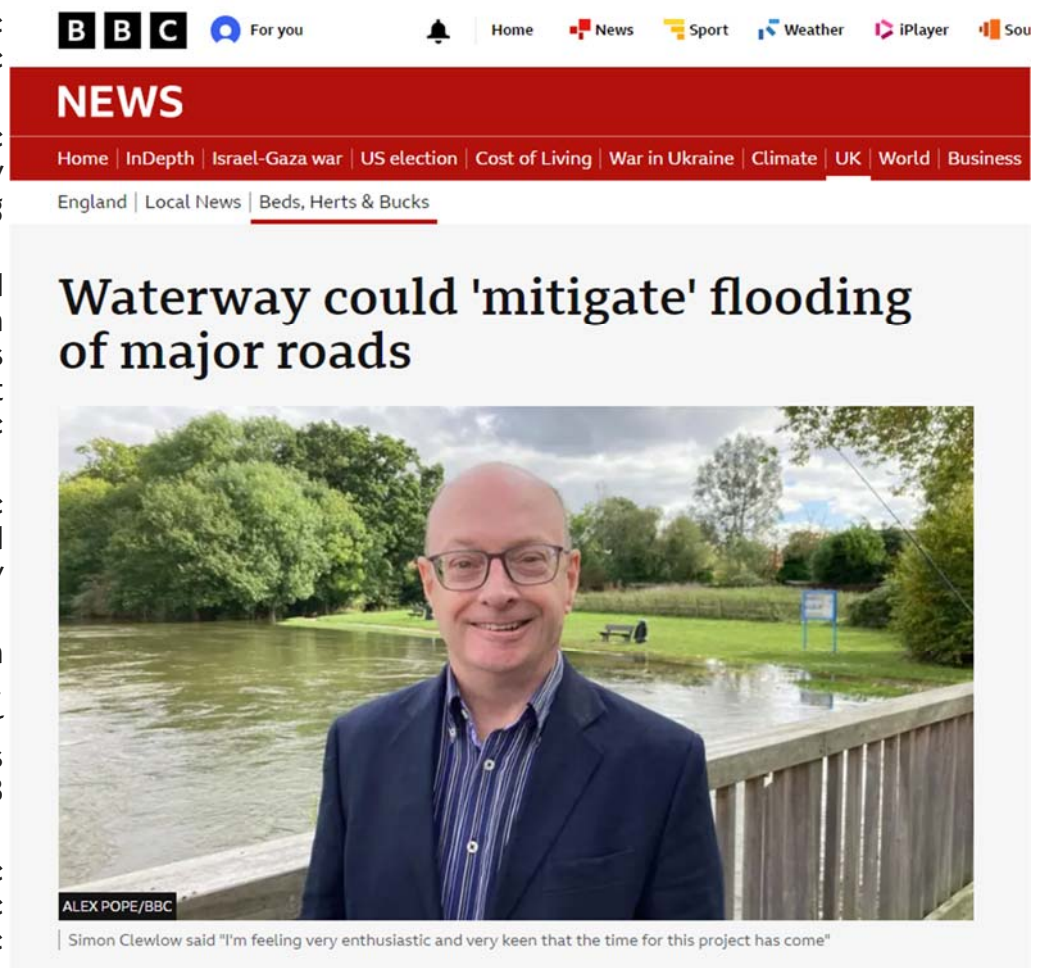 BBC For you Home News Sport Weather iPlayer Sou
NEWS
Home InDepth Israel-Gaza war US election Cost of Living War in Ukraine Climate UK World Business
England Local News Beds, Herts & Bucks
Waterway could 'mitigate' flooding
of major roads
ALEX POPE/BBC
Simon Clewlow said "I'm feeling very enthusiastic and very keen that the time for this project has come"